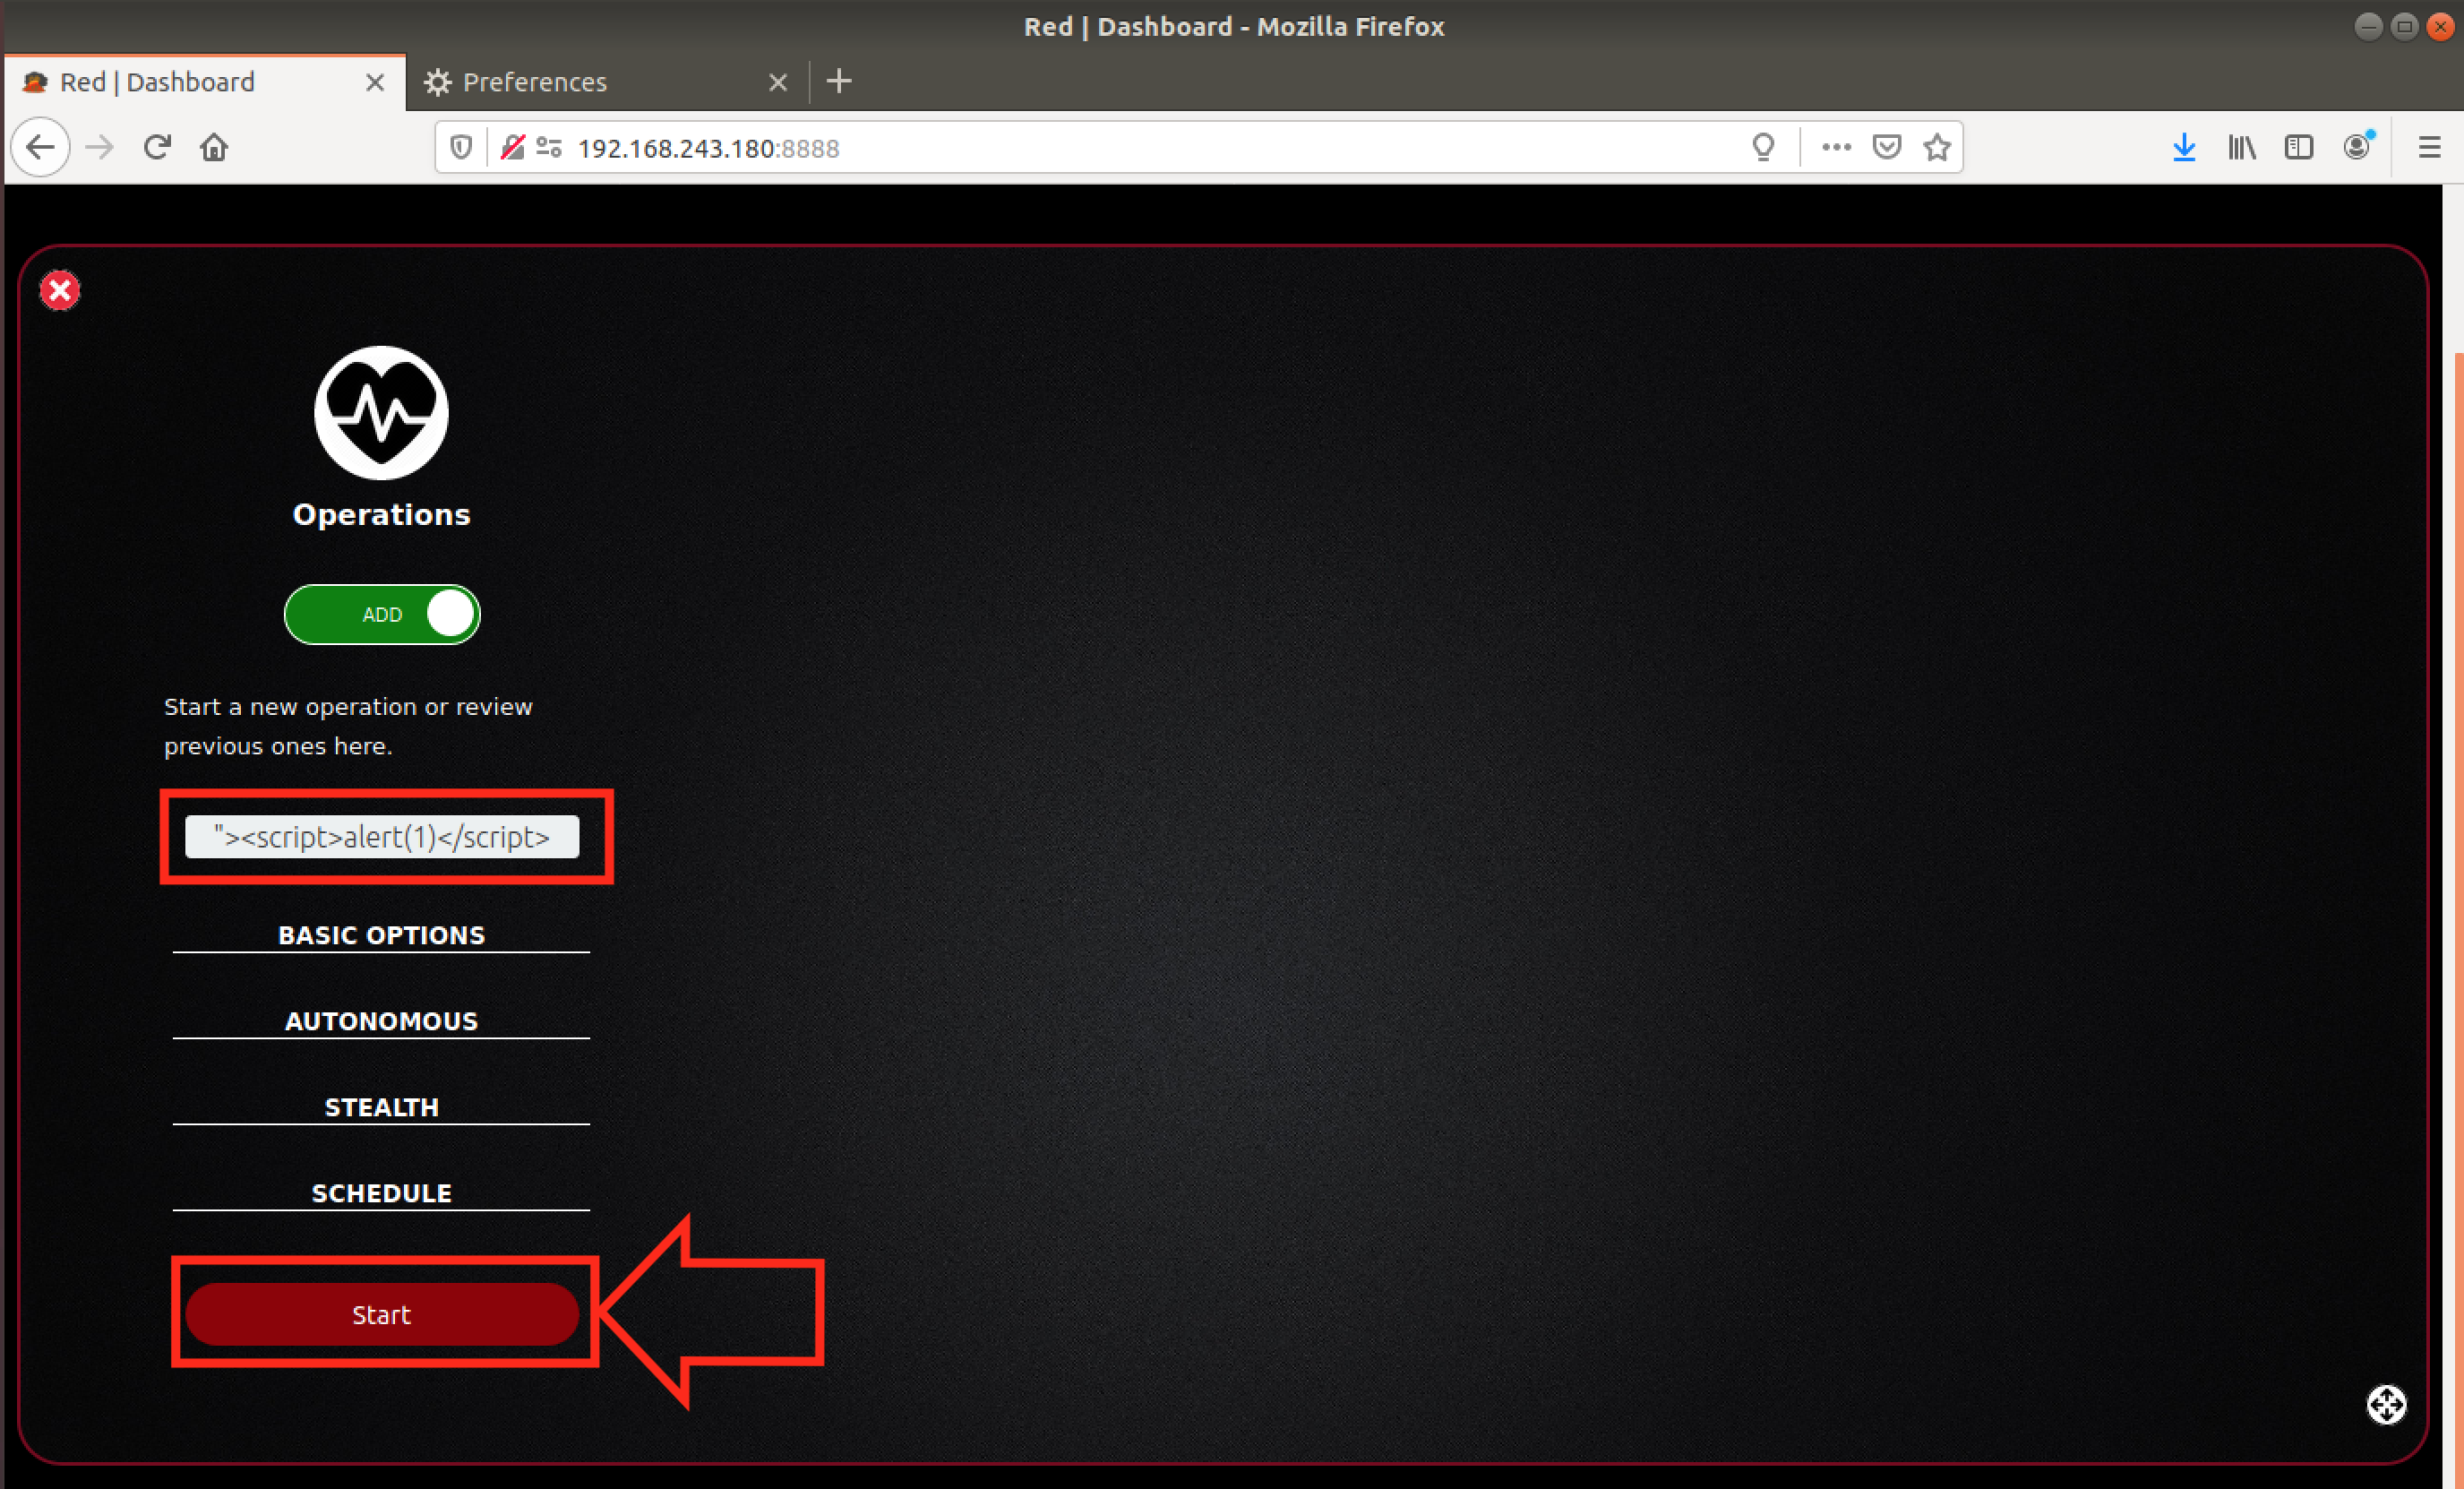 Red | Dashboard - Mozilla Firefox
Red | Dashboard
Preferences
192.168.243.180:8888
Operations
ADD
Start a new operation or review
previous ones here.
"><script>alert(1)</script>
BASIC OPTIONS
AUTONOMOUS
STEALTH
SCHEDULE
Start